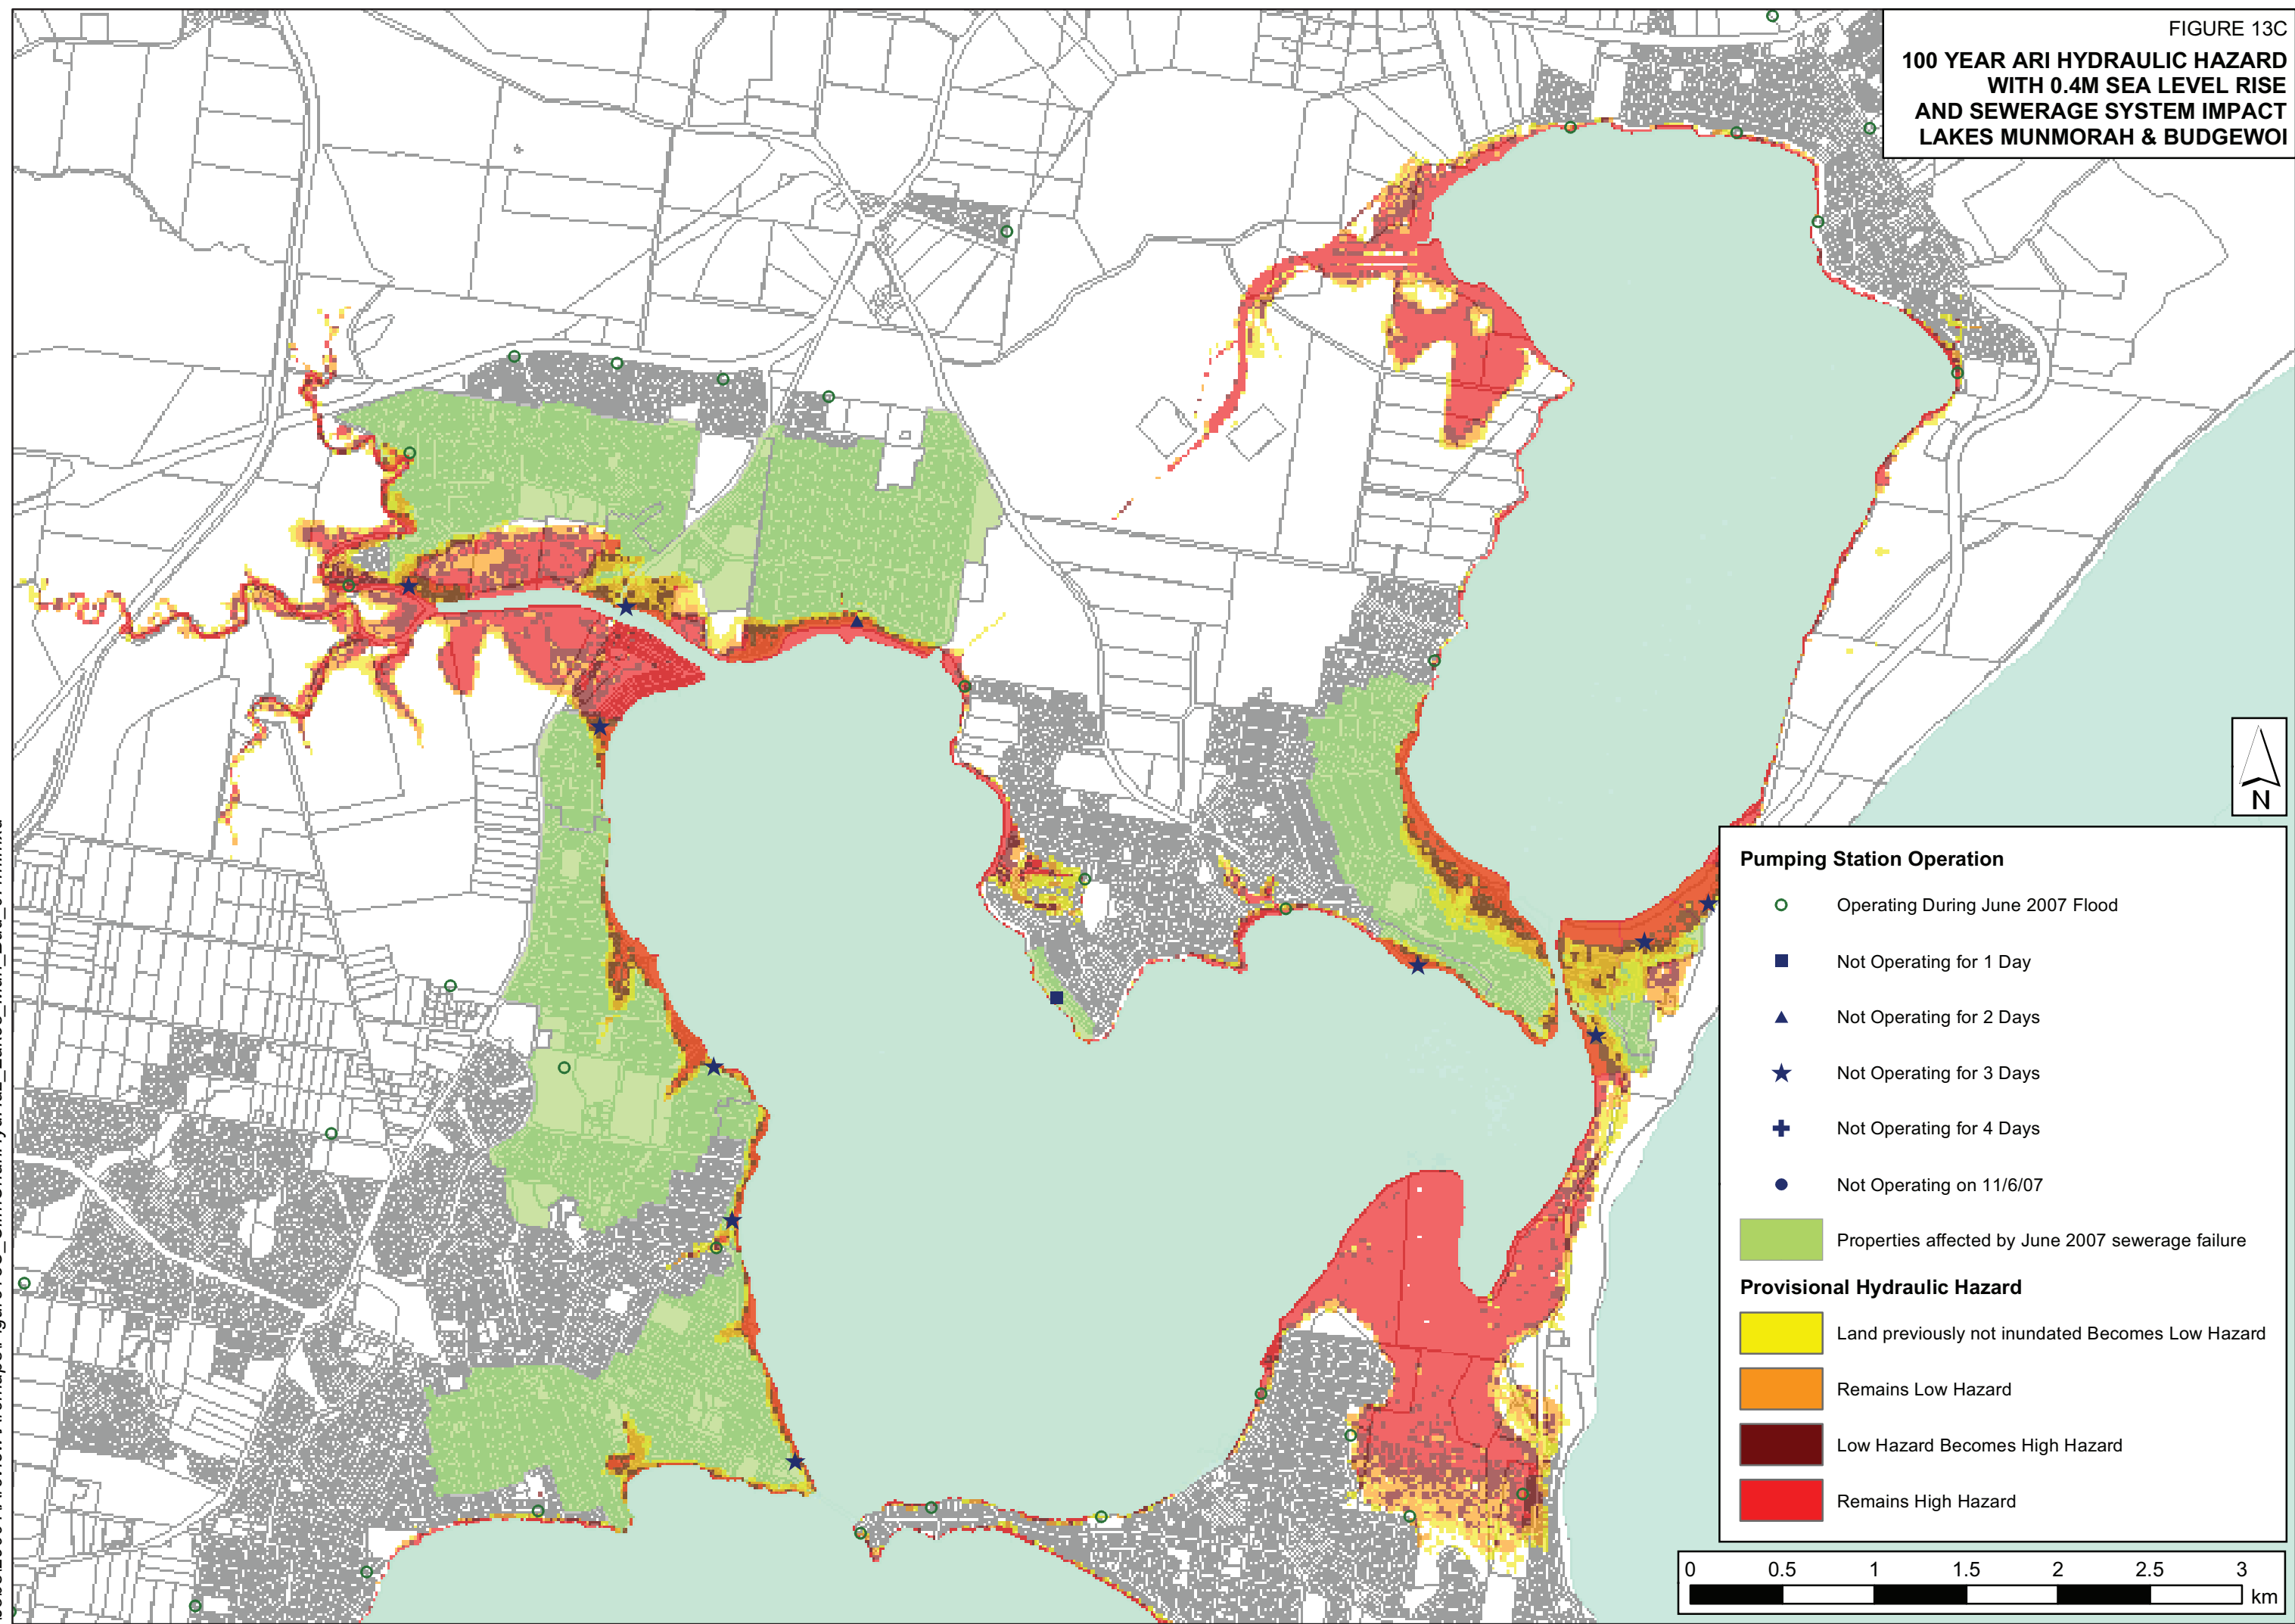 FIGURE 13C
100 YEAR ARI HYDRAULIC HAZARD
WITH 0.4M SEA LEVEL RISE
AND SEWERAGE SYSTEM IMPACT
LAKES MUNMORAH & BUDGEWOI
N
Pumping Station Operation
Operating During June 2007 Flood
Not Operating for 1 Day
Not Operating for 2 Days
Not Operating for 3 Days
Not Operating for 4 Days
Not Operating on 11/6/07
Properties affected by June 2007 sewerage failure
Provisional Hydraulic Hazard
Land previously not inundated Becomes Low Hazard
Remains Low Hazard
Low Hazard Becomes High Hazard
Remains High Hazard
0 0.5 1 1.5 2 2.5 3
km